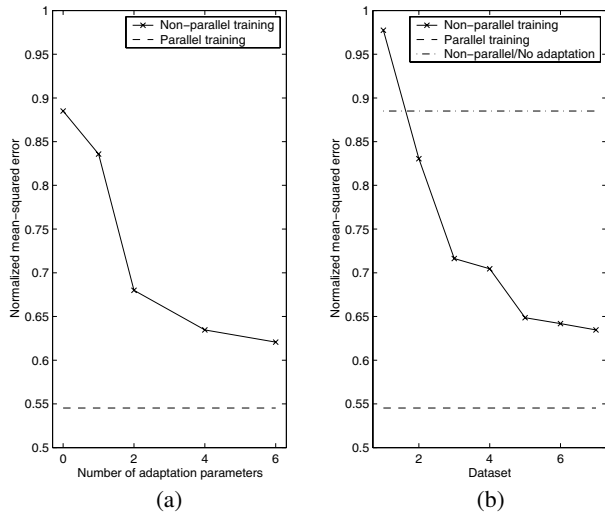 Non-parallel training
Parallel training
1
0.95
0.9
0.85
0.8
0.75
0.7
0.65
0.6
0.55
0.5
Normalized mean-squared error
0 2 4 6
Number of adaptation parameters
(a)
Non-parallel training
Parallel training
Non-parallel/No adaptation
1
0.95
0.9
0.85
0.8
0.75
0.7
0.65
0.6
0.55
0.5
Normalized mean-squared error
2 4 6
Dataset
(b)